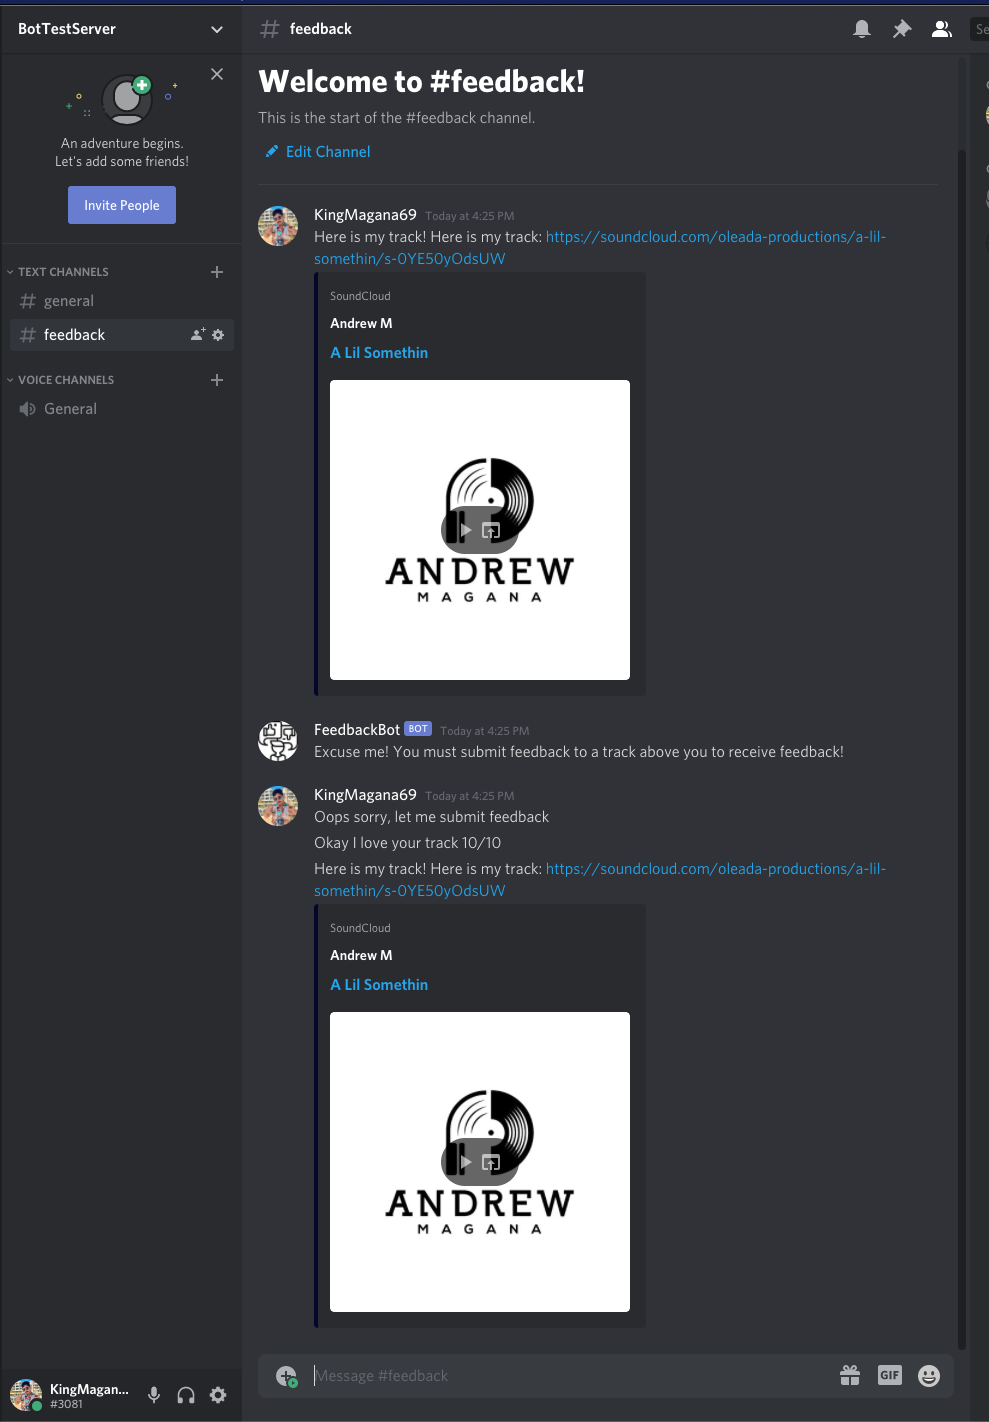 BotTestServer
An adventure begins.
Let's add some friends!
Invite People
TEXT CHANNELS
general
feedback
VOICE CHANNELS
General
KingMagan...
#3081
# feedback
Welcome to #feedback!
This is the start of the #feedback channel.
Edit Channel
KingMagana69 Today at 4:25 PM
Here is my track! Here is my track: https://soundcloud.com/oleada-productions/a-lil-
somethin/s-0YE50yOdsUW
SoundCloud
Andrew M
A Lil Somethin
ANDREW
MAGANA
FeedbackBot BOT Today at 4:25 PM
Excuse me! You must submit feedback to a track above you to receive feedback!
KingMagana69 Today at 4:25 PM
Oops sorry, let me submit feedback
Okay I love your track 10/10
Here is my track! Here is my track: https://soundcloud.com/oleada-productions/a-lil-
somethin/s-0YE50yOdsUW
SoundCloud
Andrew M
A Lil Somethin
ANDREW
MAGANA
Message #feedback
GIF